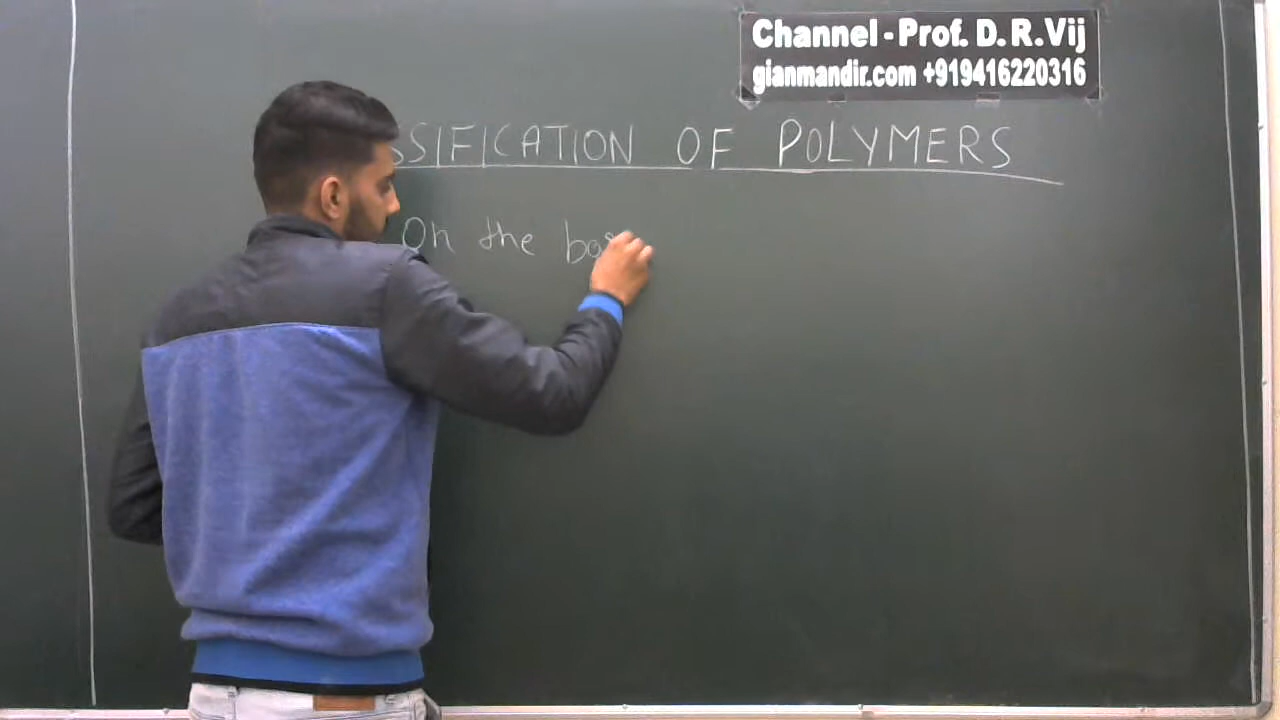 Channel - Prof. D. R. Vij
gianmandir.com +919416220316
SSIFICATION OF POLYMERS
On the bas